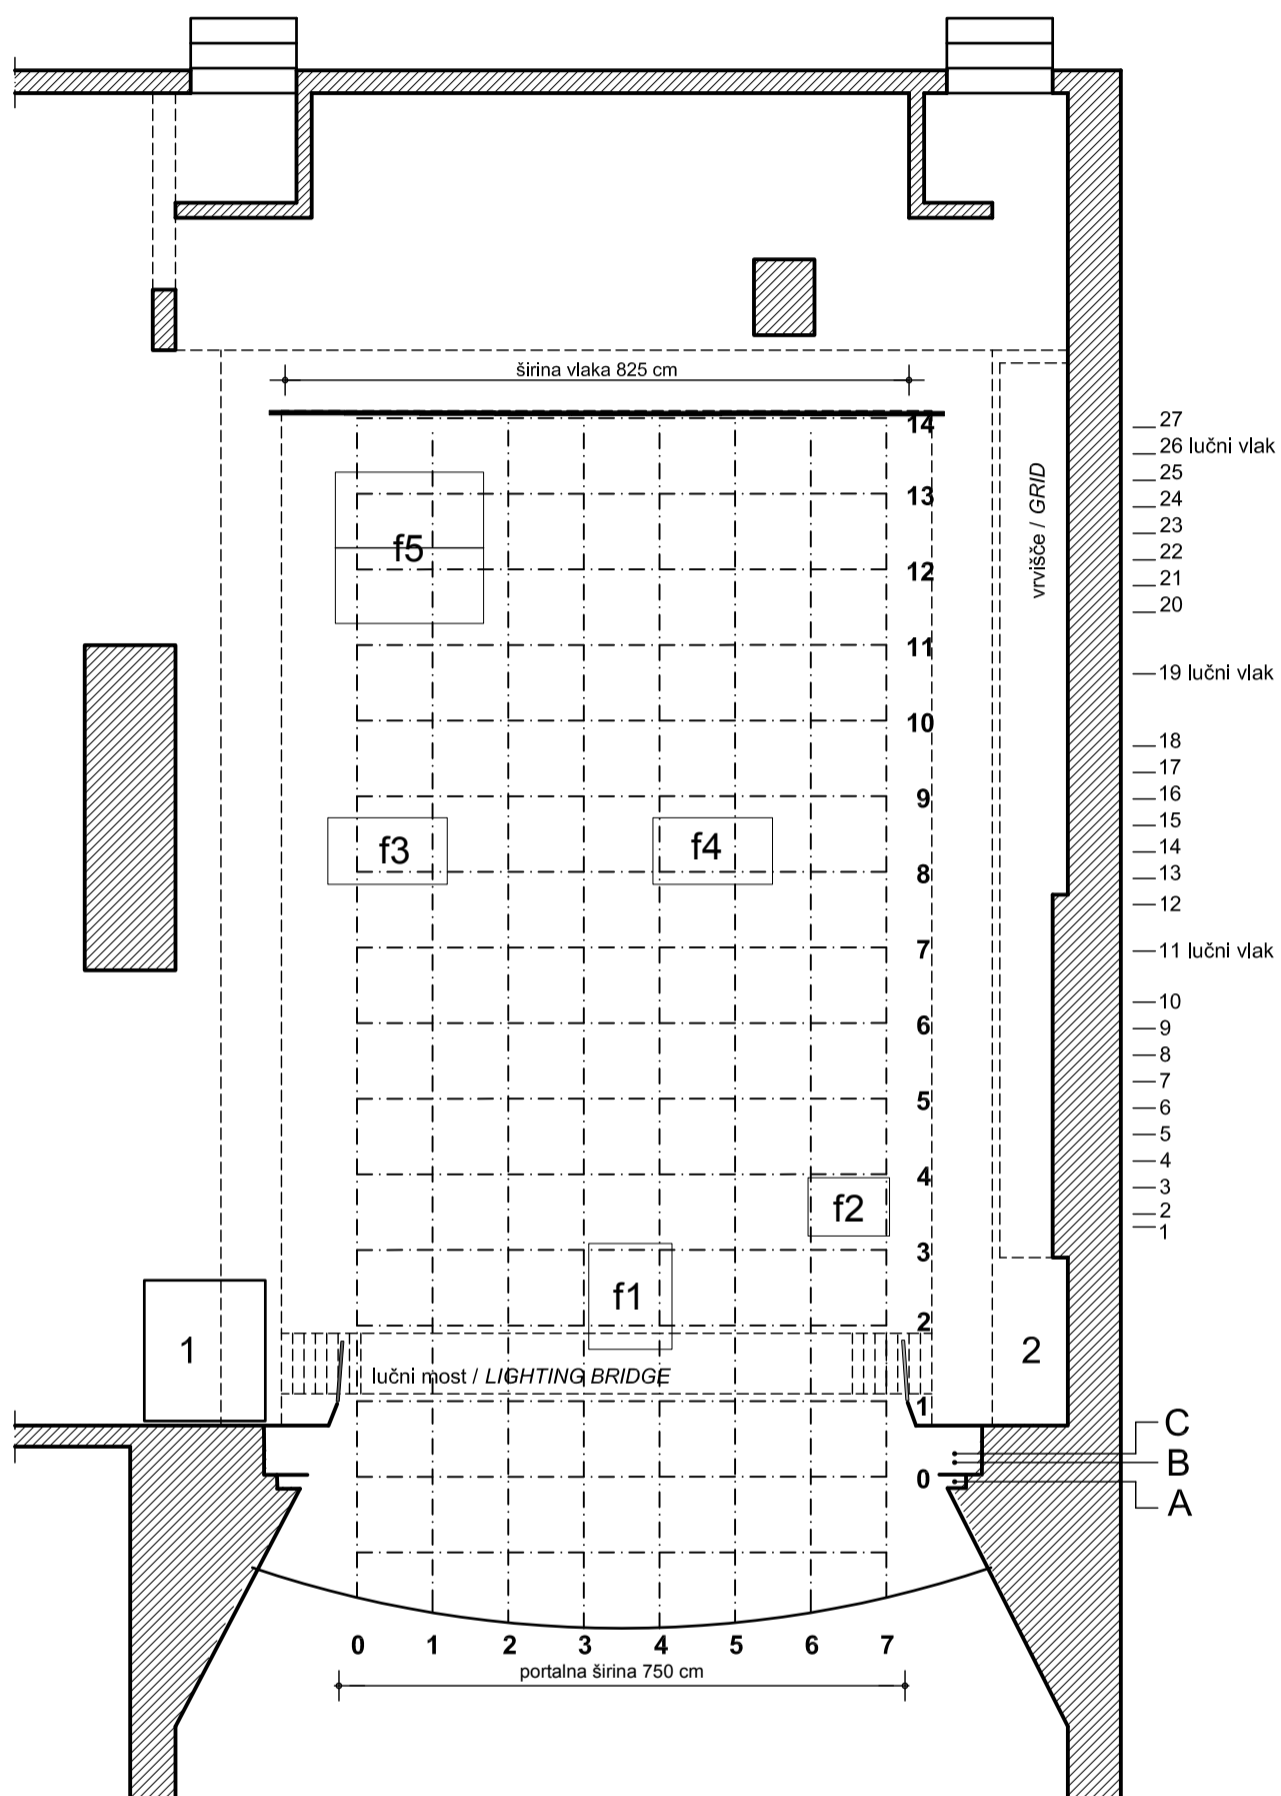 širina vlaka 825 cm
14
27
26 lučni vlak
25
13
24
f5
23
vrvišče / GRID
22
12
21
20
11
19 lučni vlak
10
18
17
9
16
15
f3
f4
14
8
13
12
7
11 lučni vlak
10
6
9
8
7
5
6
5
4
4
3
f2
2
1
3
f1
2
1
2
lučni most / LIGHTING BRIDGE
1
C
B
0
A
0 1 2 3 4 5 6 7
portalna širina 750 cm